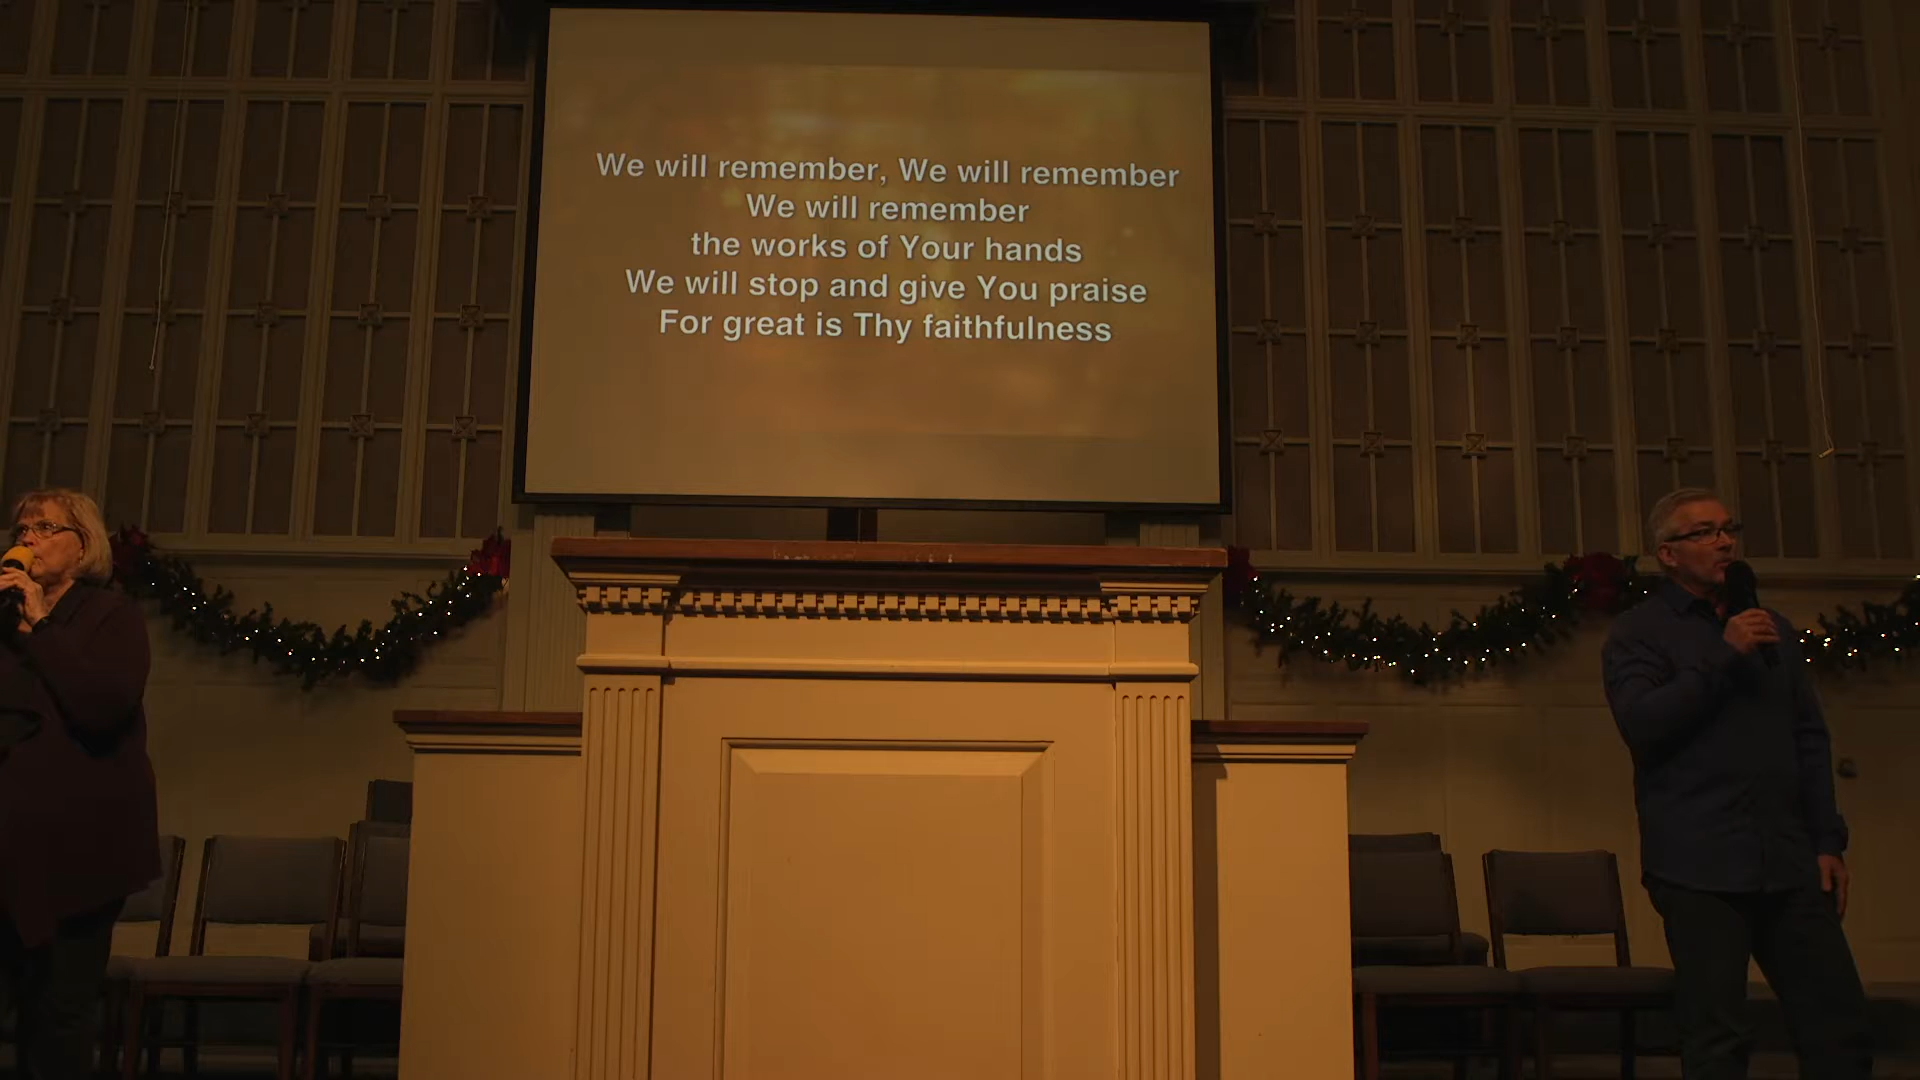 We will remember, We will remember
We will remember
the works of Your hands
We will stop and give You praise
For great is Thy faithfulness